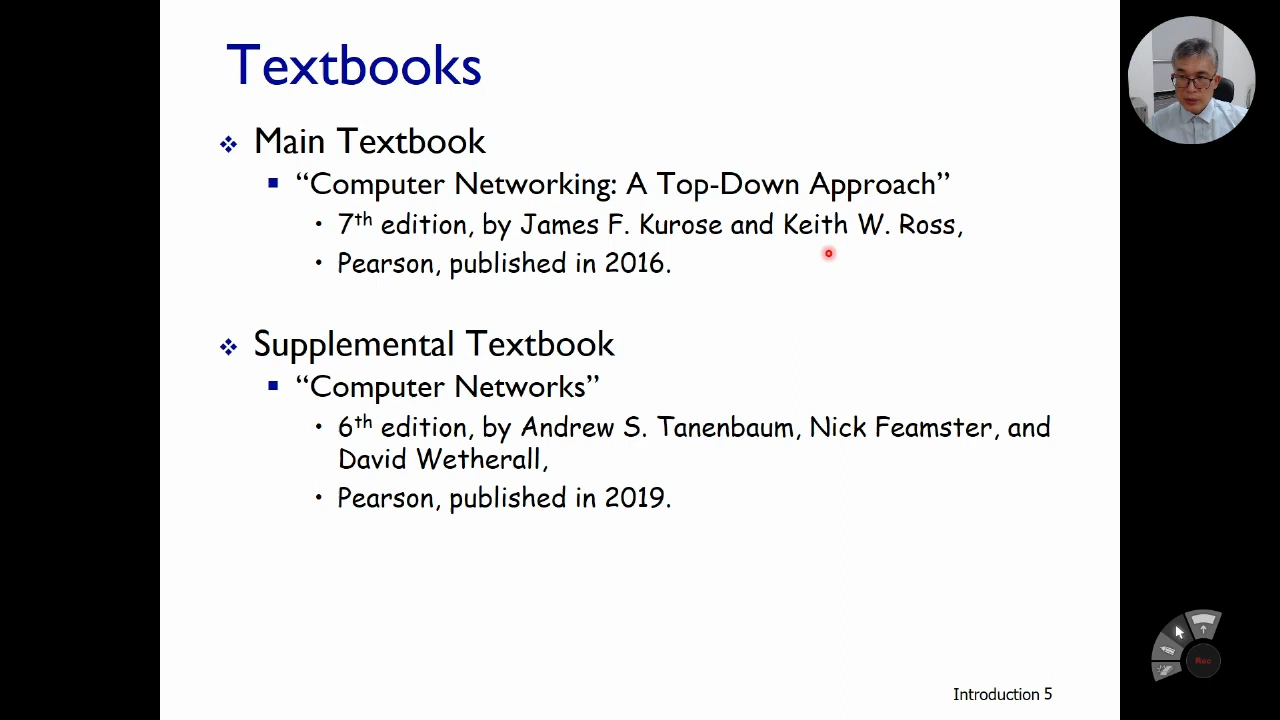 Textbooks
Main Textbook
“Computer Networking: A Top-Down Approach”
7th edition, by James F. Kurose and Keith W. Ross,
Pearson, published in 2016.
Supplemental Textbook
“Computer Networks”
6th edition, by Andrew S. Tanenbaum, Nick Feamster, and
David Wetherall,
Pearson, published in 2019.
Rec
Introduction 5